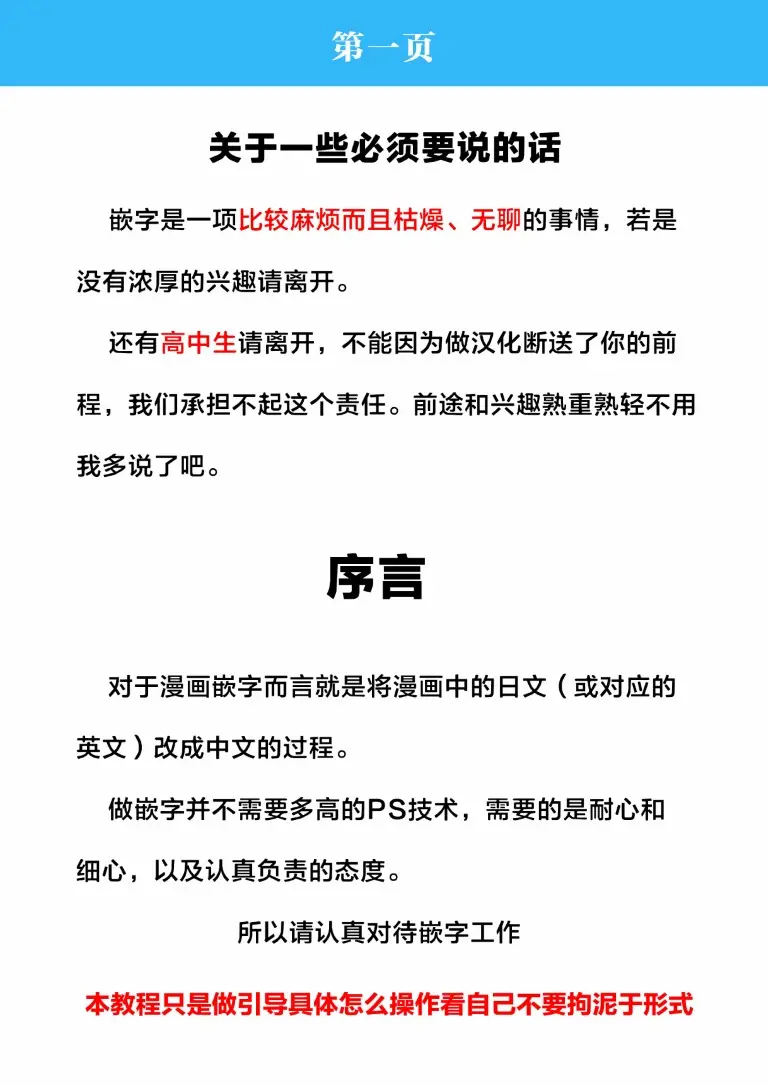 第一页
关于一些必须要说的话
嵌字是一项比较麻烦而且枯燥、无聊的事情，若是
没有浓厚的兴趣请离开。
还有高中生请离开，不能因为做汉化断送了你的前
程，我们承担不起这个责任。前途和兴趣熟重熟轻不用
我多说了吧。
序言
对于漫画嵌字而言就是将漫画中的日文（或对应的
英文）改成中文的过程。
做嵌字并不需要多高的PS技术，需要的是耐心和
细心，以及认真负责的态度。
所以请认真对待嵌字工作
本教程只是做引导具体怎么操作看自己不要拘泥于形式